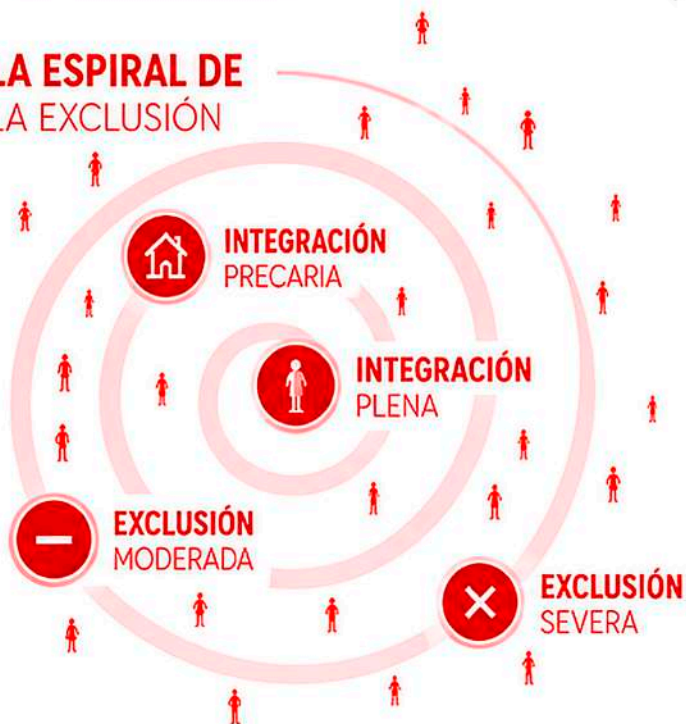 LA ESPIRAL DE
LA EXCLUSIÓN
INTEGRACIÓN
PRECARIA
INTEGRACIÓN
PLENA
EXCLUSIÓN
MODERADA
EXCLUSIÓN
SEVERA